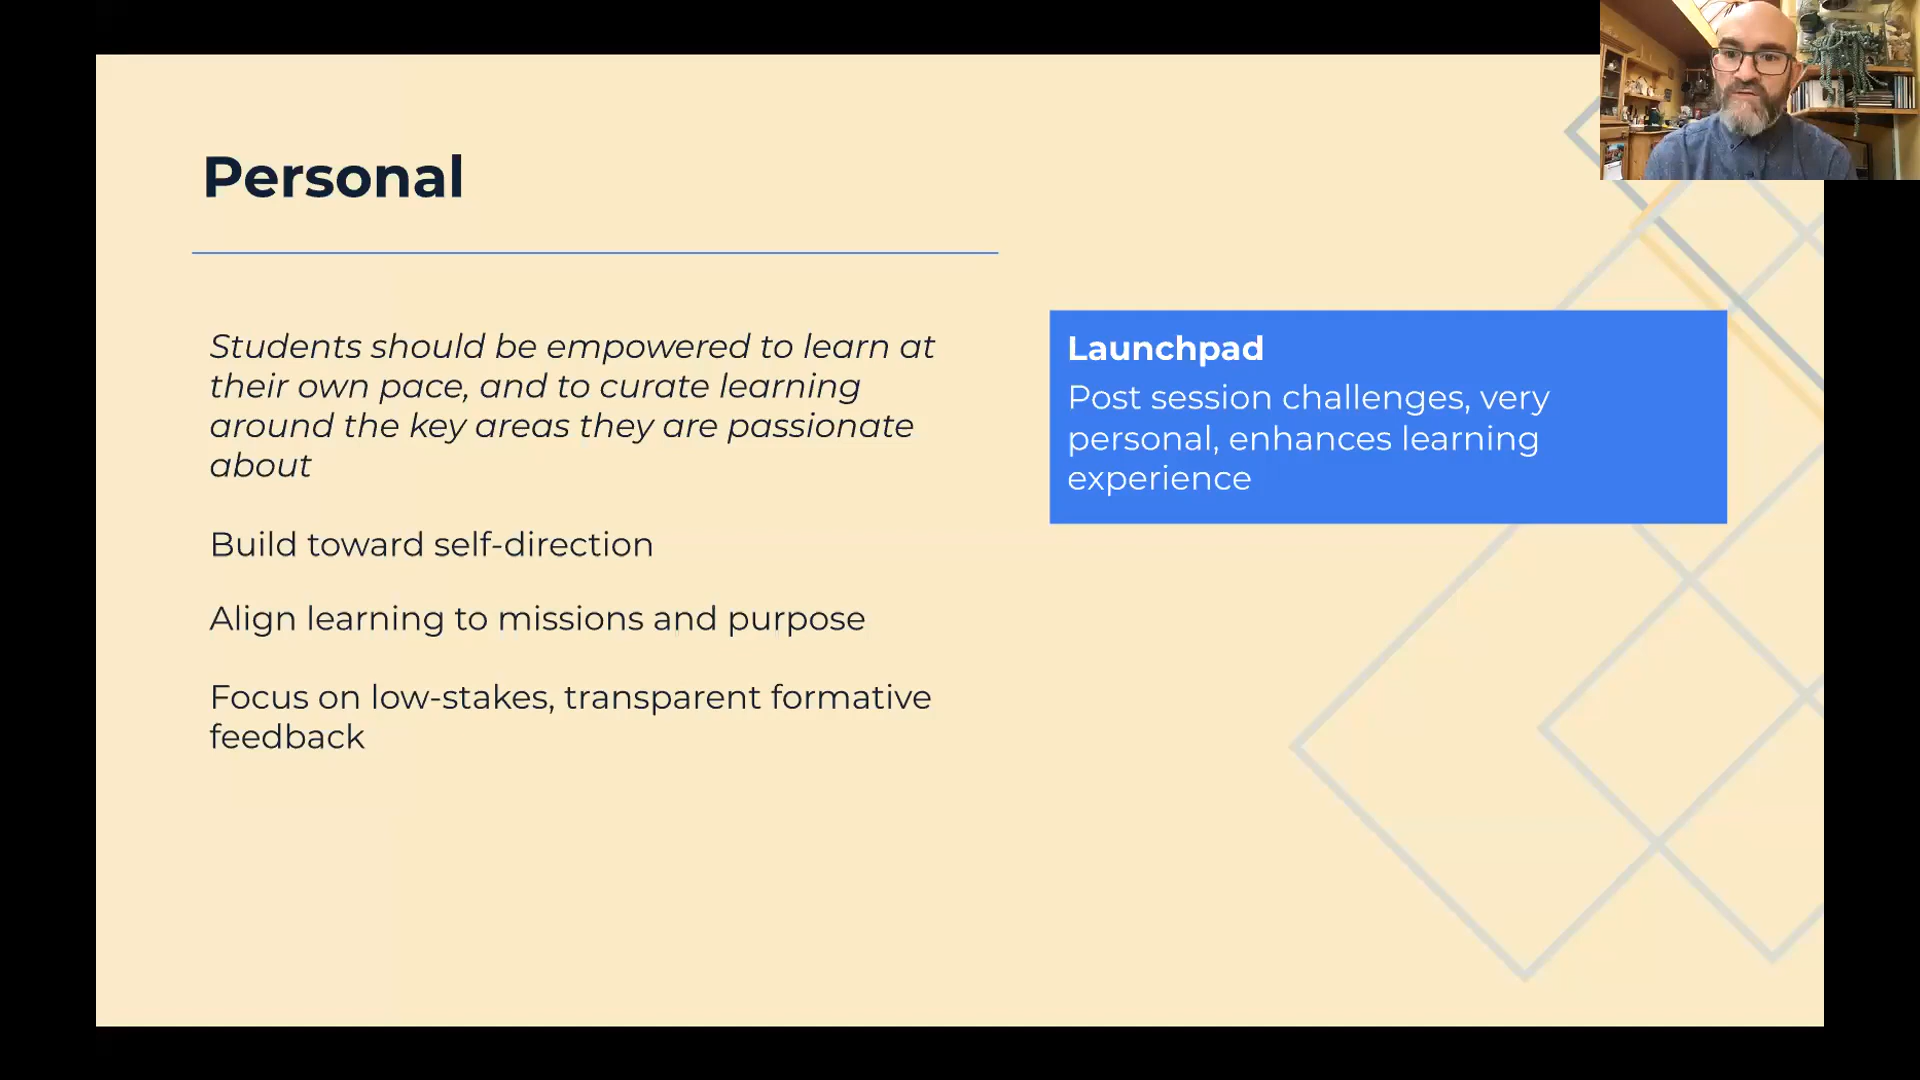 Personal
Students should be empowered to learn at
their own pace, and to curate learning
around the key areas they are passionate
about
Build toward self-direction
Align learning to missions and purpose
Focus on low-stakes, transparent formative
feedback
Launchpad
Post session challenges, very
personal, enhances learning
experience